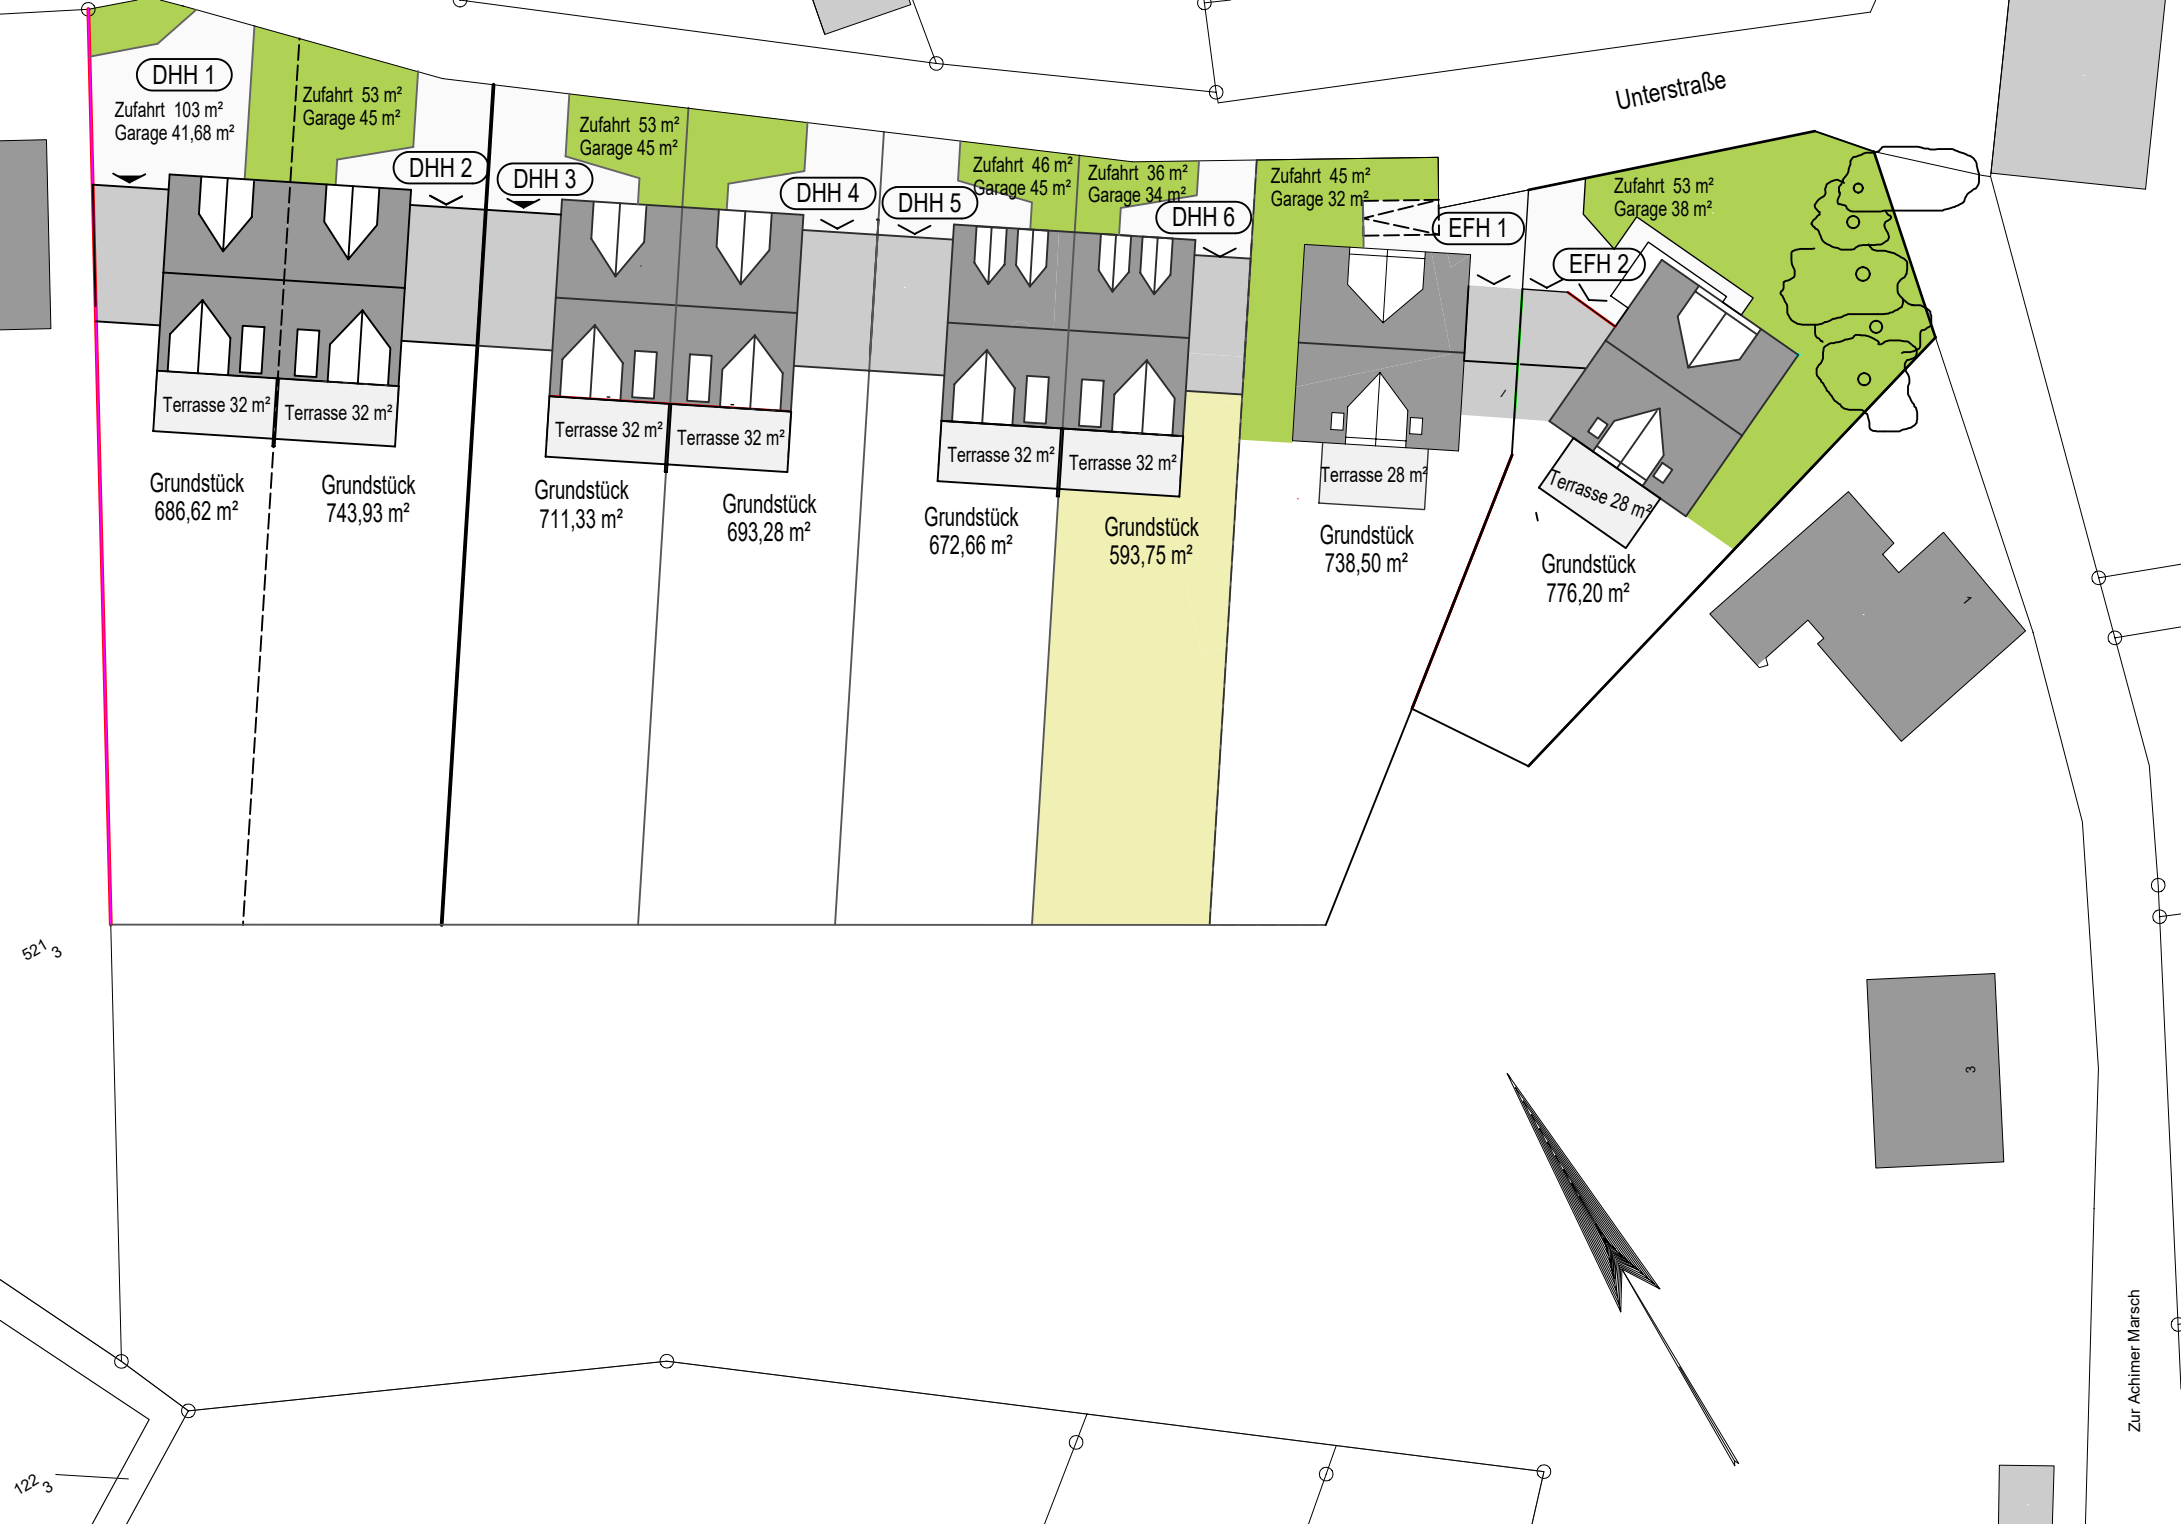 Unterstraße
DHH 1
Zufahrt 103 m²
Garage 41,68 m²
Zufahrt 53 m²
Garage 45 m²
DHH 2
DHH 3
Zufahrt 53 m²
Garage 45 m²
DHH 4
DHH 5
Zufahrt 46 m²
Garage 45 m²
Zufahrt 36 m²
Garage 34 m²
DHH 6
Zufahrt 45 m²
Garage 32 m²
EFH 1
Zufahrt 53 m²
Garage 38 m²
EFH 2
Terrasse 32 m²
Terrasse 32 m²
Terrasse 32 m²
Terrasse 32 m²
Terrasse 32 m²
Terrasse 32 m²
Terrasse 28 m²
Terrasse 28 m²
Grundstück
686,62 m²
Grundstück
743,93 m²
Grundstück
711,33 m²
Grundstück
693,28 m²
Grundstück
672,66 m²
Grundstück
593,75 m²
Grundstück
738,50 m²
Grundstück
776,20 m²
1
521
3
3
Zur Achimer Marsch
122
3